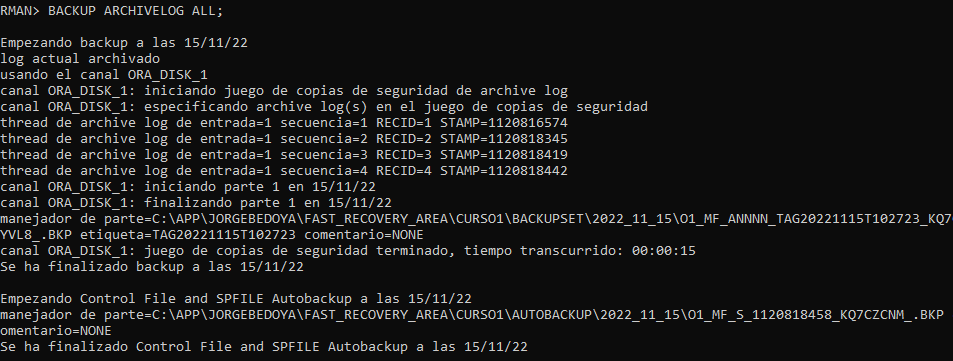 RMAN> BACKUP ARCHIVELOG ALL;
Empezando backup a las 15/11/22
log actual archivado
usando el canal ORA_DISK_1
canal ORA_DISK_1: iniciando juego de copias de seguridad de archive log
canal ORA_DISK_1: especificando archive log(s) en el juego de copias de seguridad
thread de archive log de entrada=1 secuencia=1 RECID=1 STAMP=1120816574
thread de archive log de entrada=1 secuencia=2 RECID=2 STAMP=1120818345
thread de archive log de entrada=1 secuencia=3 RECID=3 STAMP=1120818419
thread de archive log de entrada=1 secuencia=4 RECID=4 STAMP=1120818442
canal ORA_DISK_1: iniciando parte 1 en 15/11/22
canal ORA_DISK_1: finalizando parte 1 en 15/11/22
manejador de parte=C:\APP\JORGEBEDOYA\FAST_RECOVERY_AREA\CURSO1\BACKUPSET\2022_11_15\O1_MF_ANNNN_TAG20221115T102723_KQ7
YVL8_.BKP etiqueta=TAG20221115T102723 comentario=NONE
canal ORA_DISK_1: juego de copias de seguridad terminado, tiempo transcurrido: 00:00:15
Se ha finalizado backup a las 15/11/22
Empezando Control File and SPFILE Autobackup a las 15/11/22
manejador de parte=C:\APP\JORGEBEDOYA\FAST_RECOVERY_AREA\CURSO1\AUTOBACKUP\2022_11_15\O1_MF_S_1120818458_KQ7CZCNM_.BKP
omentario=NONE
Se ha finalizado Control File and SPFILE Autobackup a las 15/11/22